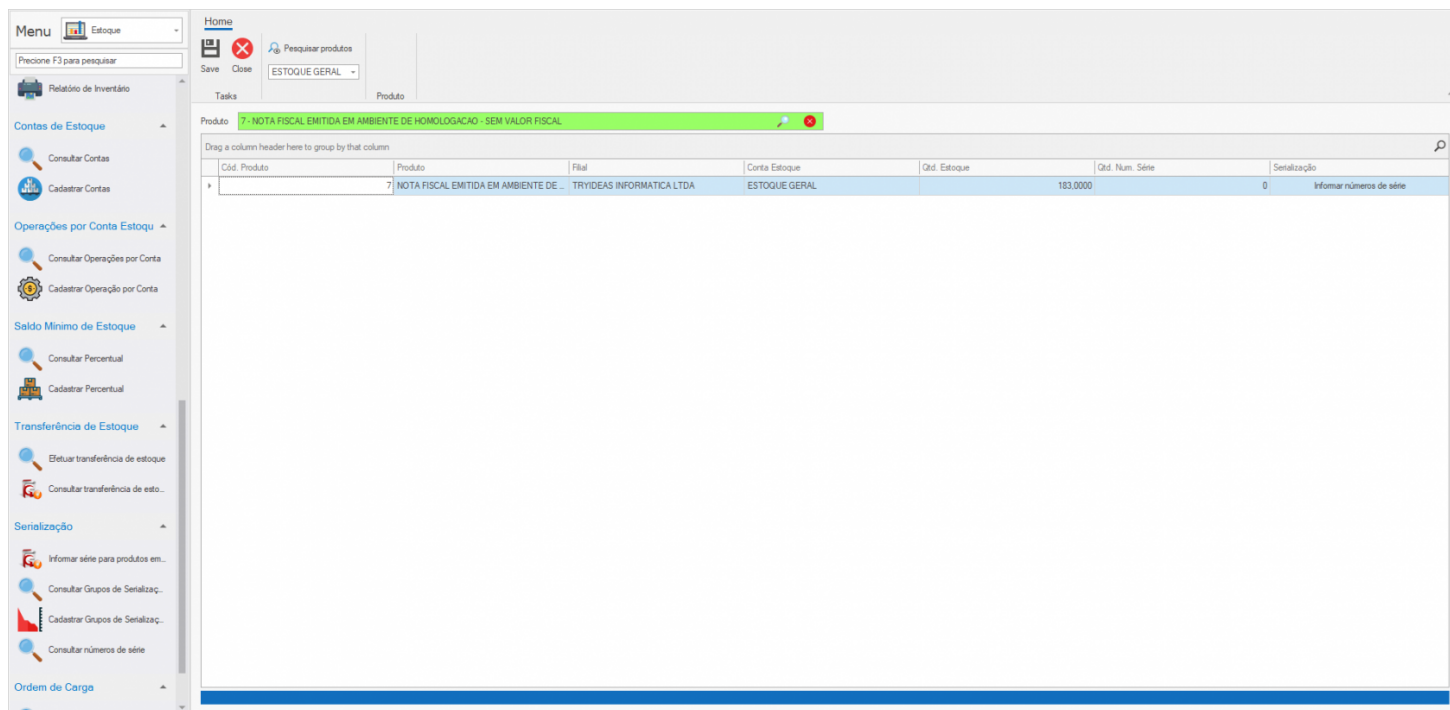 Menu
Estoque
Precione F3 para pesquisar
Relatório de Inventário
Contas de Estoque
Consultar Contas
Cadastrar Contas
Operações por Conta Estoqu
Consultar Operações por Conta
Cadastrar Operação por Conta
Saldo Mínimo de Estoque
Consultar Percentual
Cadastrar Percentual
Transferência de Estoque
Efetuar transferência de estoque
Consultar transferência de esto...
Serialização
Informar série para produtos em...
Consultar Grupos de Serializaç...
Cadastrar Grupos de Serializaç...
Consultar números de série
Ordem de Carga
Home
Save
Close
Pesquisar produtos
ESTOQUE GERAL
Tasks
Produto
Produto 7 - NOTA FISCAL EMITIDA EM AMBIENTE DE HOMOLOGACAO - SEM VALOR FISCAL
Drag a column header here to group by that column
Cód. Produto Produto Filial Conta Estoque Qtd. Estoque Qtd. Num. Série Serialização
7 NOTA FISCAL EMITIDA EM AMBIENTE DE ... TRYIDEAS INFORMATICA LTDA ESTOQUE GERAL 183,0000 0 Informar números de série